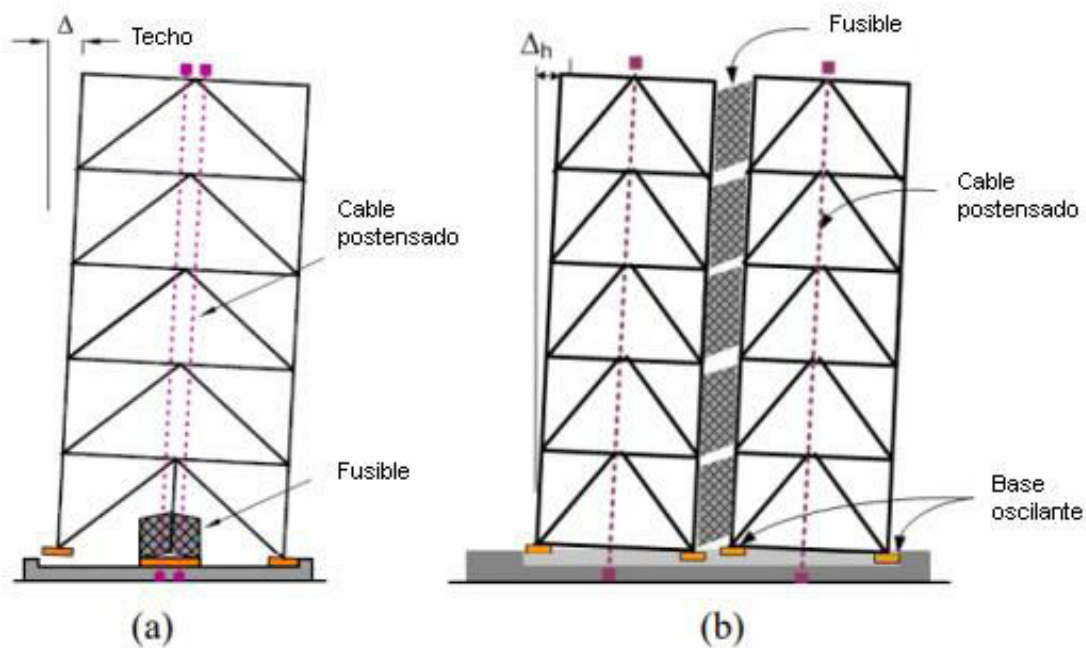 Δ
Techo
Cable
postensado
Fusible
(a)
Fusible
Δh
Cable
postensado
Base
oscilante
(b)